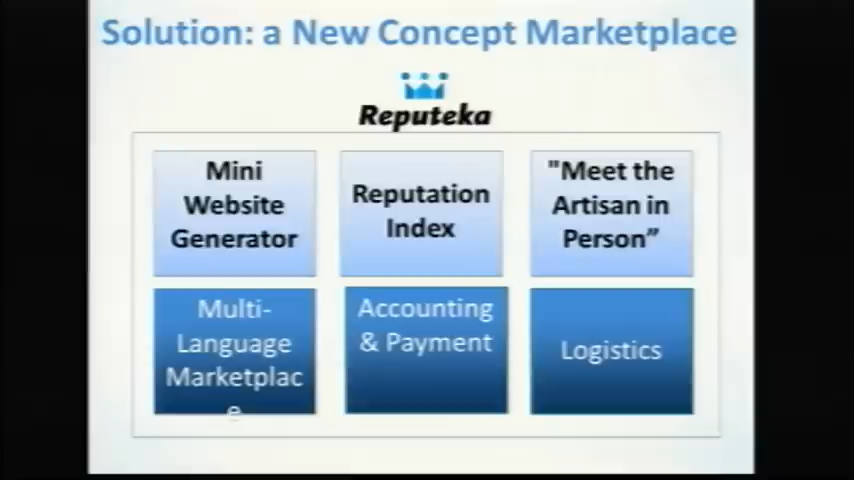 Solution: a New Concept Marketplace
Reputeka
Mini
Website
Generator
Reputation
Index
"Meet the
Artisan in
Person”
Multi-
Language
Marketplac
e
Accounting
& Payment
Logistics